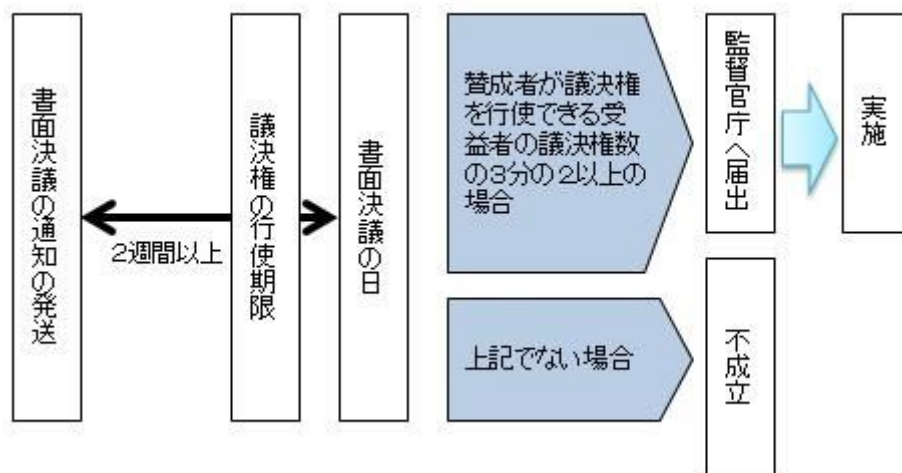 書面決議の通知の発送
2週間以上
議決権の行使期限
書面決議の日
賛成者が議決権
を行使できる受
益者の議決権数
の3分の2以上の
場合
監督官庁へ届出
実施
上記でない場合
不成立